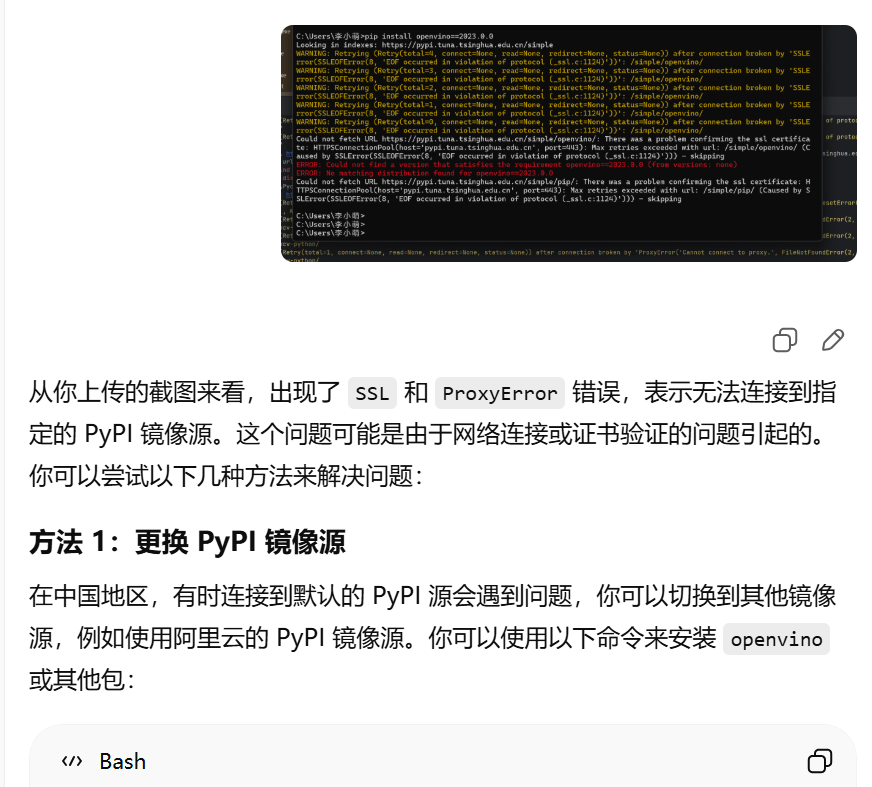 C:\Users\李小萌>pip install openvino==2023.0.0
Looking in indexes: https://pypi.tuna.tsinghua.edu.cn/simple
WARNING: Retrying (Retry(total=4, connect=None, read=None, redirect=None, status=None)) after connection broken by 'SSLE
rror(SSLEOFError(8, 'EOF occurred in violation of protocol (_ssl.c:1124)'))': /simple/openvino/
WARNING: Retrying (Retry(total=3, connect=None, read=None, redirect=None, status=None)) after connection broken by 'SSLE
rror(SSLEOFError(8, 'EOF occurred in violation of protocol (_ssl.c:1124)'))': /simple/openvino/
WARNING: Retrying (Retry(total=2, connect=None, read=None, redirect=None, status=None)) after connection broken by 'SSLE
rror(SSLEOFError(8, 'EOF occurred in violation of protocol (_ssl.c:1124)'))': /simple/openvino/
WARNING: Retrying (Retry(total=1, connect=None, read=None, redirect=None, status=None)) after connection broken by 'SSLE
rror(SSLEOFError(8, 'EOF occurred in violation of protocol (_ssl.c:1124)'))': /simple/openvino/
WARNING: Retrying (Retry(total=0, connect=None, read=None, redirect=None, status=None)) after connection broken by 'SSLE
rror(SSLEOFError(8, 'EOF occurred in violation of protocol (_ssl.c:1124)'))': /simple/openvino/
Could not fetch URL https://pypi.tuna.tsinghua.edu.cn/simple/openvino/: There was a problem confirming the ssl certifica
te: HTTPSConnectionPool(host='pypi.tuna.tsinghua.edu.cn', port=443): Max retries exceeded with url: /simple/openvino/ (C
aused by SSLError(SSLEOFError(8, 'EOF occurred in violation of protocol (_ssl.c:1124)'))) - skipping
ERROR: Could not find a version that satisfies the requirement openvino==2023.0.0 (from versions: none)
ERROR: No matching distribution found for openvino==2023.0.0
Could not fetch URL https://pypi.tuna.tsinghua.edu.cn/simple/pip/: There was a problem confirming the ssl certificate: H
TTPSConnectionPool(host='pypi.tuna.tsinghua.edu.cn', port=443): Max retries exceeded with url: /simple/pip/ (Caused by S
SLError(SSLEOFError(8, 'EOF occurred in violation of protocol (_ssl.c:1124)'))) - skipping
C:\Users\李小萌>
C:\Users\李小萌>
C:\Users\李小萌>
Retry(total=1, connect=None, read=None, redirect=None, status=None)) after connection broken by 'ProxyError('Cannot connect to proxy.', FileNotFoundError(2,
从你上传的截图来看，出现了 SSL 和 ProxyError 错误，表示无法连接到指
定的 PyPI 镜像源。这个问题可能是由于网络连接或证书验证的问题引起的。
你可以尝试以下几种方法来解决问题：
方法 1：更换 PyPI 镜像源
在中国地区，有时连接到默认的 PyPI 源会遇到问题，你可以切换到其他镜像
源，例如使用阿里云的 PyPI 镜像源。你可以使用以下命令来安装 openvino
或其他包：
Bash